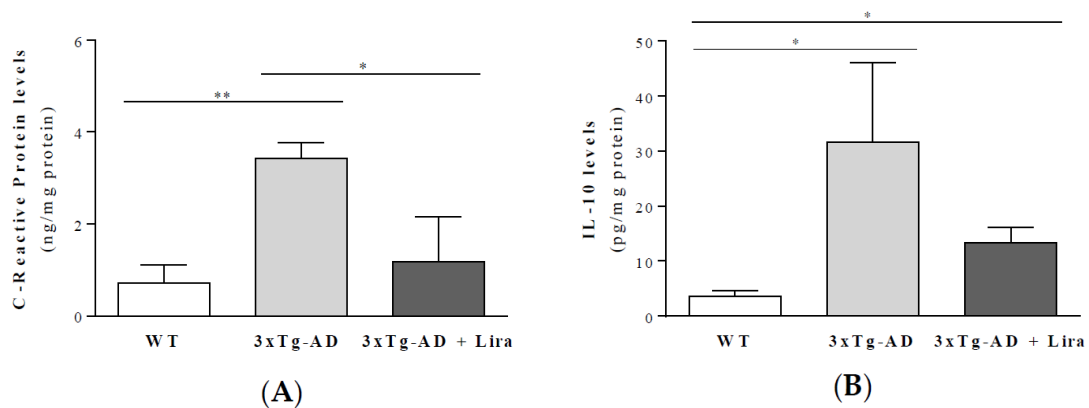 C-Reactive Protein levels
(ng/mg protein)
6
4
2
0
**
*
WT
3xTg-AD
3xTg-AD + Lira
(A)
IL-10 levels
(pg/mg protein)
50
40
30
20
10
0
*
*
WT
3xTg-AD
3xTg-AD + Lira
(B)